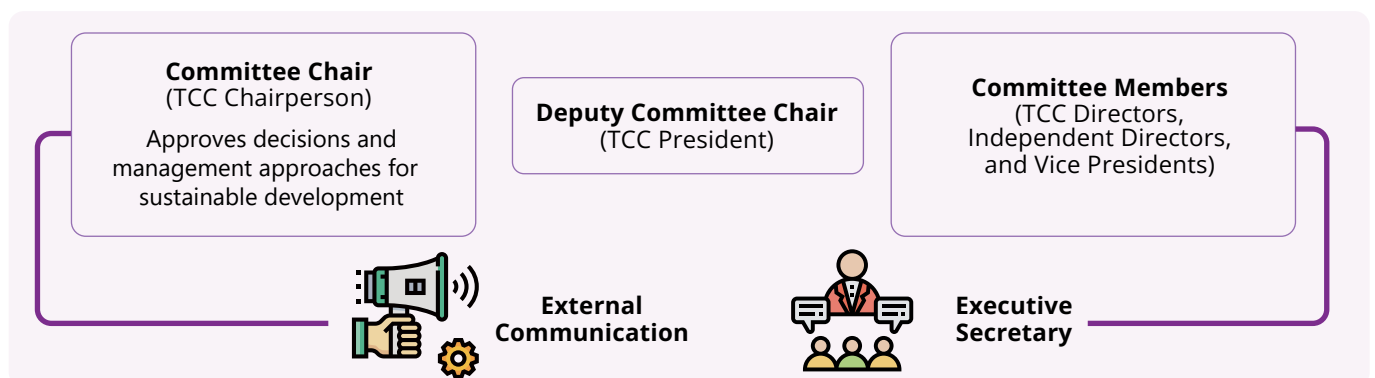 Committee Chair
(TCC Chairperson)
Approves decisions and
management approaches for
sustainable development
Deputy Committee Chair
(TCC President)
Committee Members
(TCC Directors,
Independent Directors,
and Vice Presidents)
External
Communication
Executive
Secretary